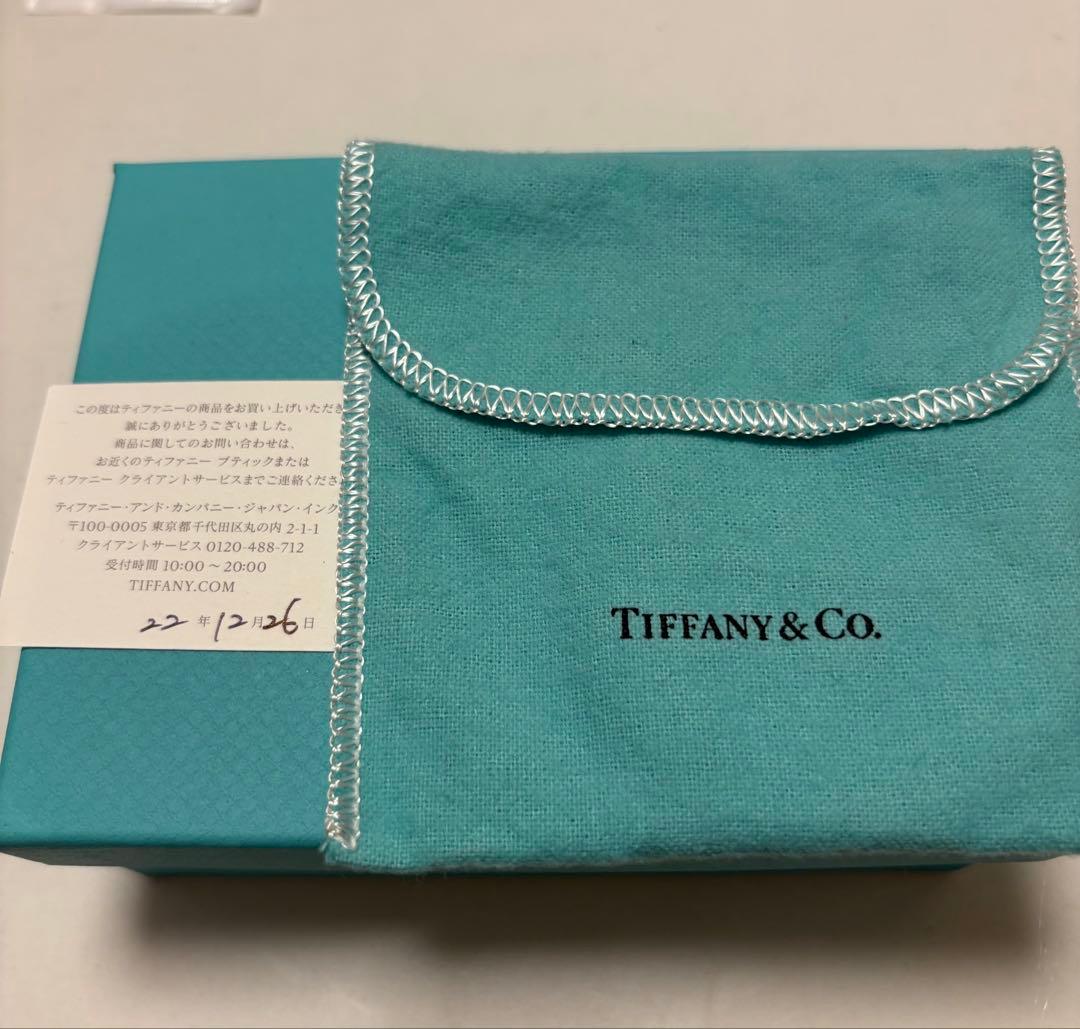 この度はティファニーの商品をお買い上げいただき
誠にありがとうございました。
商品に関してのお問い合わせは、
お近くのティファニー ブティックまたは
ティファニー クライアントサービスまでご連絡くださ
ティファニー・アンド・カンパニー・ジャパン・インク
〒100-0005 東京都千代田区丸の内 2-1-1
クライアントサービス 0120-488-712
受付時間 10:00 ～ 20:00
TIFFANY.COM
22 年 12 月 26 日
TIFFANY & CO.